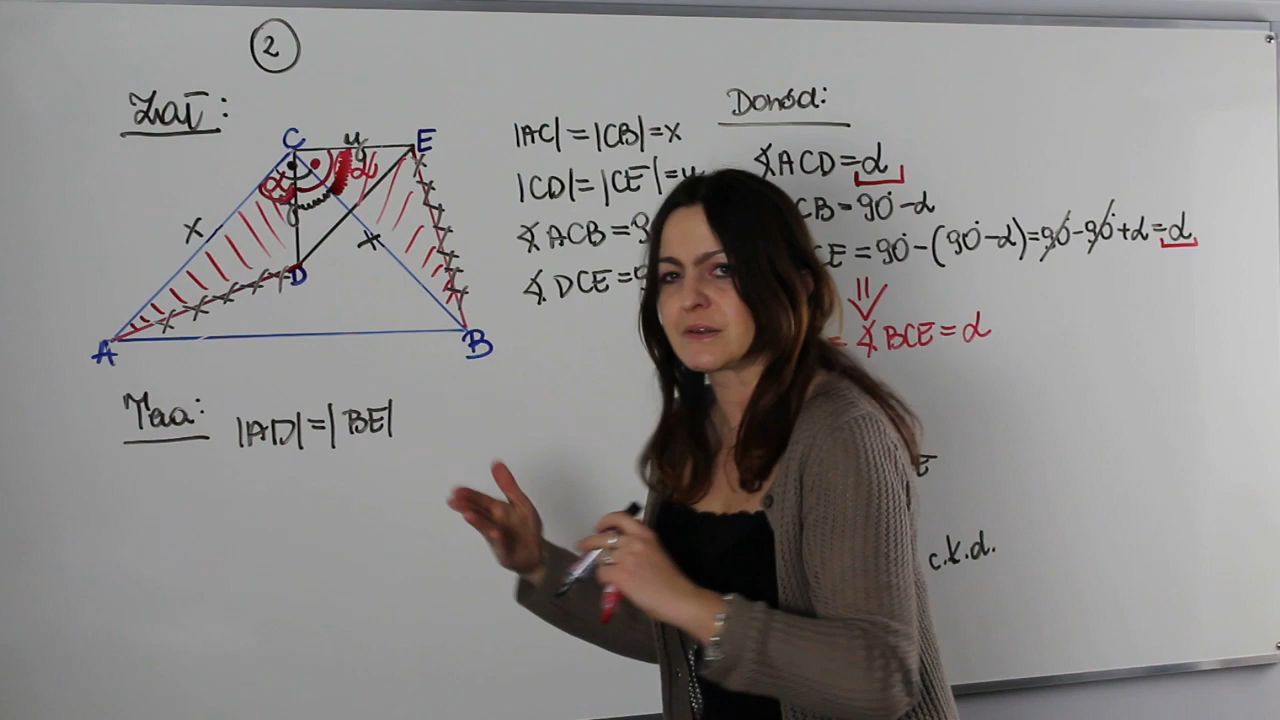 2
Zał:
C y E
α α
y
x x
D
A B
Teza: |AD|=|BE|
|AC|=|CB|=x
|CD|=|CE|=y
∡ACB=9
∡DCE=9
Dowód:
∡ACD=α
CB=90°-α
CE=90°-(90°-α)=90°-90°+α=α
=∡BCE=α
E
c.k.d.